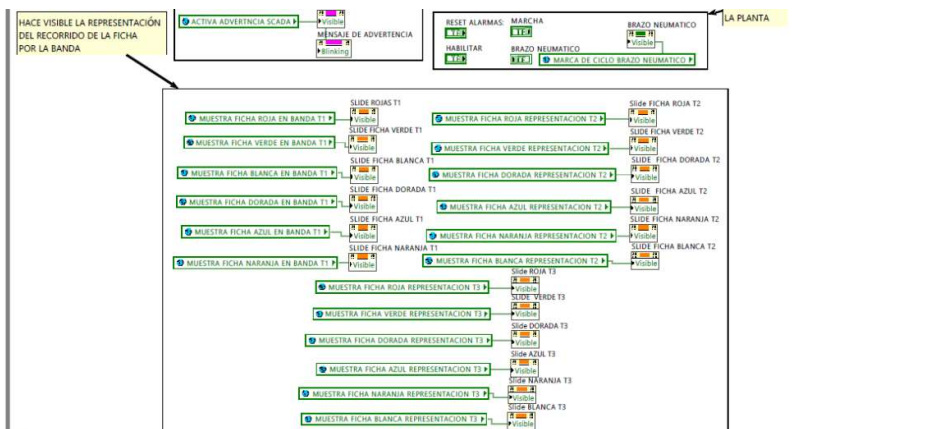 HACE VISIBLE LA REPRESENTACIÓN
DEL RECORRIDO DE LA FICHA
POR LA BANDA
ACTIVA ADVERTNCIA SCADA
Visible
MENSAJE DE ADVERTENCIA
Blinking
RESET ALARMAS:
MARCHA
HABILITAR
BRAZO NEUMATICO
BRAZO NEUMATICO
Visible
MARCA DE CICLO BRAZO NEUMATICO
LA PLANTA
SLIDE ROJAS T1
MUESTRA FICHA ROJA EN BANDA T1
Visible
SLIDE FICHA VERDE T1
MUESTRA FICHA VERDE EN BANDA T1
Visible
SLIDE FICHA BLANCA T1
MUESTRA FICHA BLANCA EN BANDA T1
Visible
SLIDE FICHA DORADA T1
MUESTRA FICHA DORADA EN BANDA T1
Visible
SLIDE FICHA AZUL T1
MUESTRA FICHA AZUL EN BANDA T1
Visible
SLIDE FICHA NARANJA T1
MUESTRA FICHA NARANJA EN BANDA T1
Visible
Slide FICHA ROJA T2
MUESTRA FICHA ROJA REPRESENTACION T2
Visible
SLIDE FICHA VERDE T2
MUESTRA FICHA VERDE REPRESENTACION T2
Visible
SLIDE FICHA DORADA T2
MUESTRA FICHA DORADA REPRESENTACION T2
Visible
SLIDE FICHA AZUL T2
MUESTRA FICHA AZUL REPRESENTACION T2
Visible
SLIDE FICHA NARANJA T2
MUESTRA FICHA NARANJA REPRESENTACION T2
Visible
SLIDE FICHA BLANCA T2
MUESTRA FICHA BLANCA REPRESENTACION T2
Visible
Slide ROJA T3
MUESTRA FICHA ROJA REPRESENTACION T3
Visible
SLIDE VERDE T3
MUESTRA FICHA VERDE REPRESENTACION T3
Visible
Slide DORADA T3
MUESTRA FICHA DORADA REPRESENTACION T3
Visible
Slide AZUL T3
MUESTRA FICHA AZUL REPRESENTACION T3
Visible
Slide NARANJA T3
MUESTRA FICHA NARANJA REPRESENTACION T3
Visible
Slide BLANCA T3
MUESTRA FICHA BLANCA REPRESENTACION T3
Visible